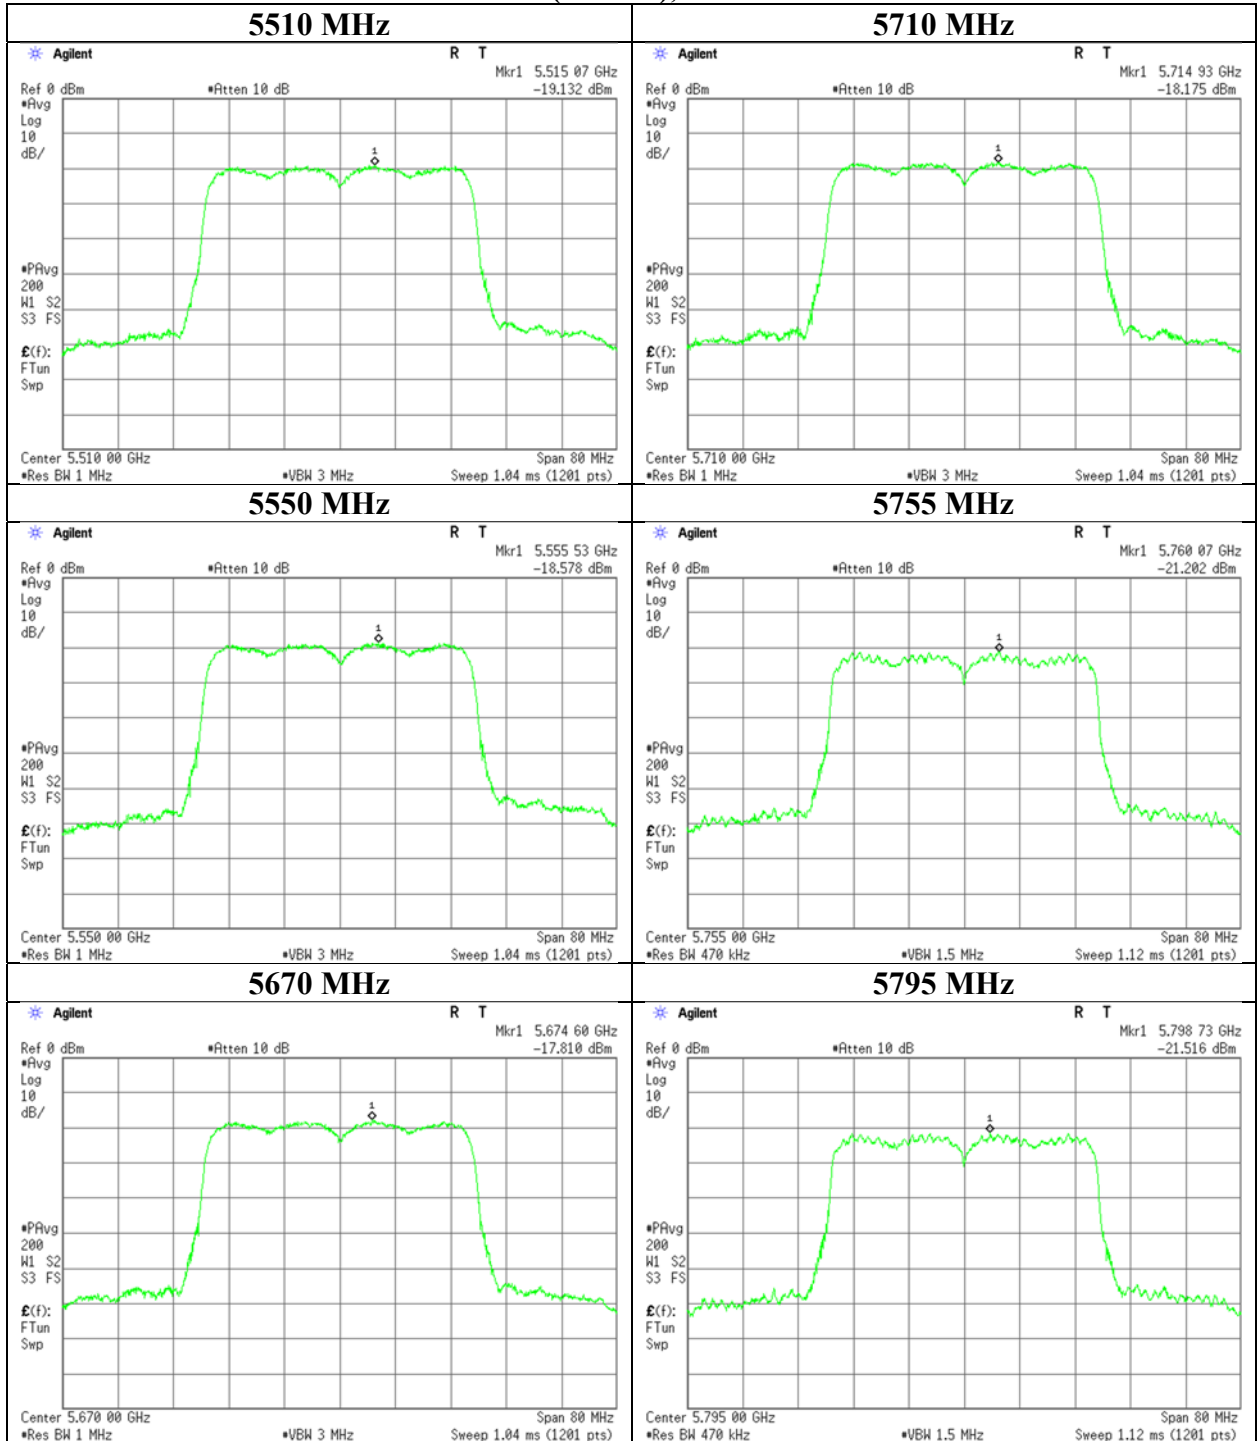 5510 MHz
Agilent R T
Mkr1 5.515 07 GHz
Ref 0 dBm #Atten 10 dB -19.132 dBm
#Avg
Log
10
dB/
1
#PAvg
200
W1 S2
S3 FS
£(f):
FTun
Swp
Center 5.510 00 GHz Span 80 MHz
#Res BW 1 MHz #VBW 3 MHz Sweep 1.04 ms (1201 pts)
5710 MHz
Agilent R T
Mkr1 5.714 93 GHz
Ref 0 dBm #Atten 10 dB -18.175 dBm
#Avg
Log
10
dB/
1
#PAvg
200
W1 S2
S3 FS
£(f):
FTun
Swp
Center 5.710 00 GHz Span 80 MHz
#Res BW 1 MHz #VBW 3 MHz Sweep 1.04 ms (1201 pts)
5550 MHz
Agilent R T
Mkr1 5.555 53 GHz
Ref 0 dBm #Atten 10 dB -18.578 dBm
#Avg
Log
10
dB/
1
#PAvg
200
W1 S2
S3 FS
£(f):
FTun
Swp
Center 5.550 00 GHz Span 80 MHz
#Res BW 1 MHz #VBW 3 MHz Sweep 1.04 ms (1201 pts)
5755 MHz
Agilent R T
Mkr1 5.760 07 GHz
Ref 0 dBm #Atten 10 dB -21.202 dBm
#Avg
Log
10
dB/
1
#PAvg
200
W1 S2
S3 FS
£(f):
FTun
Swp
Center 5.755 00 GHz Span 80 MHz
#Res BW 470 kHz #VBW 1.5 MHz Sweep 1.12 ms (1201 pts)
5670 MHz
Agilent R T
Mkr1 5.674 60 GHz
Ref 0 dBm #Atten 10 dB -17.810 dBm
#Avg
Log
10
dB/
1
#PAvg
200
W1 S2
S3 FS
£(f):
FTun
Swp
Center 5.670 00 GHz Span 80 MHz
#Res BW 1 MHz #VBW 3 MHz Sweep 1.04 ms (1201 pts)
5795 MHz
Agilent R T
Mkr1 5.798 73 GHz
Ref 0 dBm #Atten 10 dB -21.516 dBm
#Avg
Log
10
dB/
1
#PAvg
200
W1 S2
S3 FS
£(f):
FTun
Swp
Center 5.795 00 GHz Span 80 MHz
#Res BW 470 kHz #VBW 1.5 MHz Sweep 1.12 ms (1201 pts)